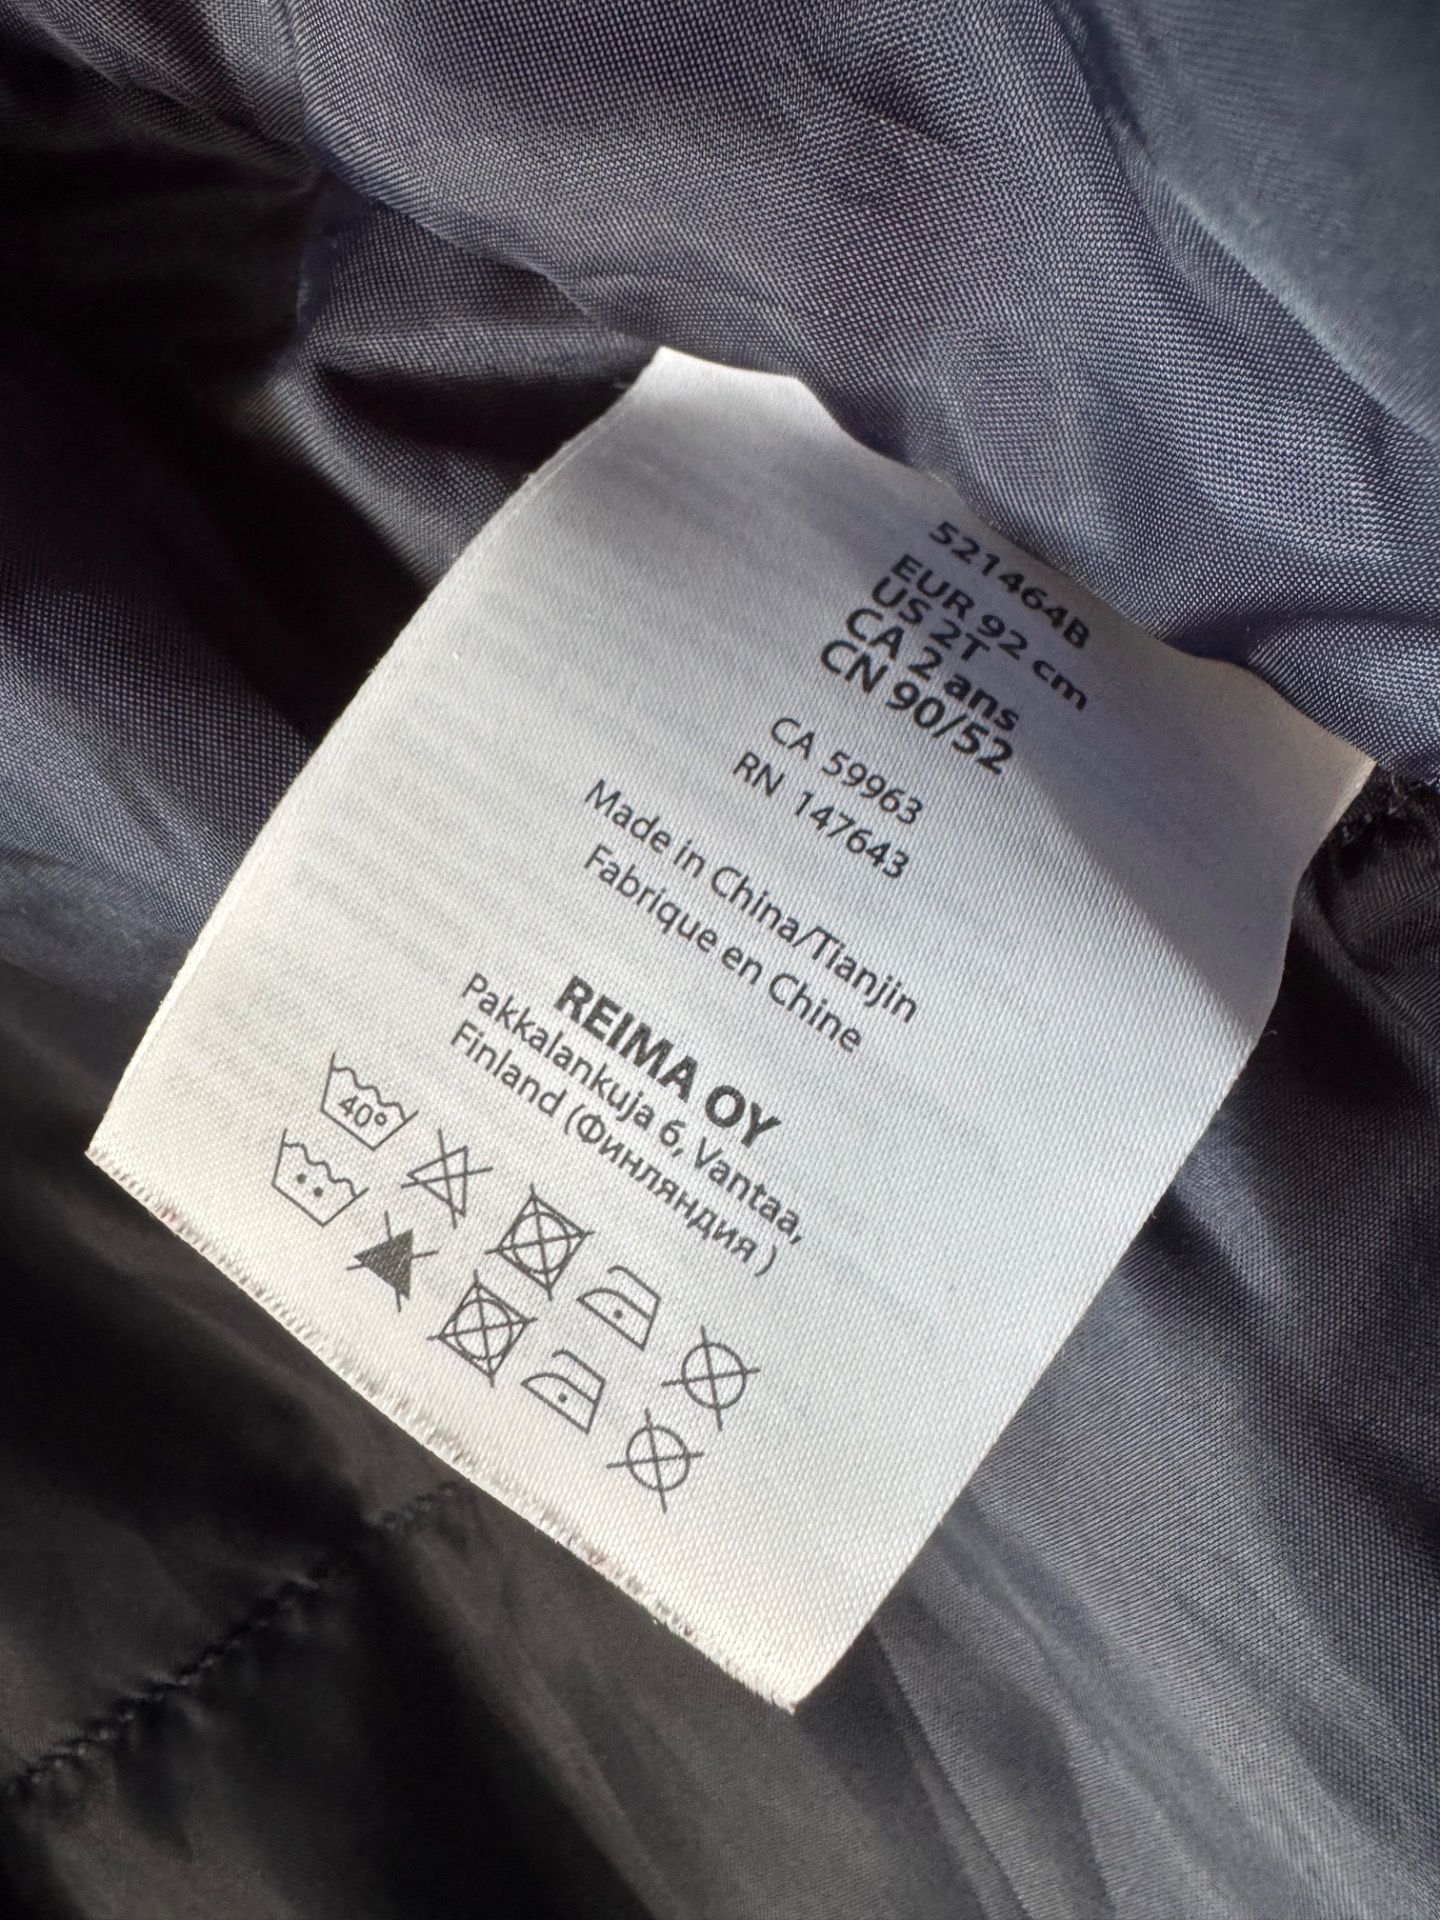 521464B
EUR 92 cm
US 2T
CA 2 ans
CN 90/52
CA 59963
RN 147643
Made in China/Tianjin
Fabrique en Chine
REIMA OY
Pakkalankuja 6, Vantaa,
Finland (Финляндия )
40°